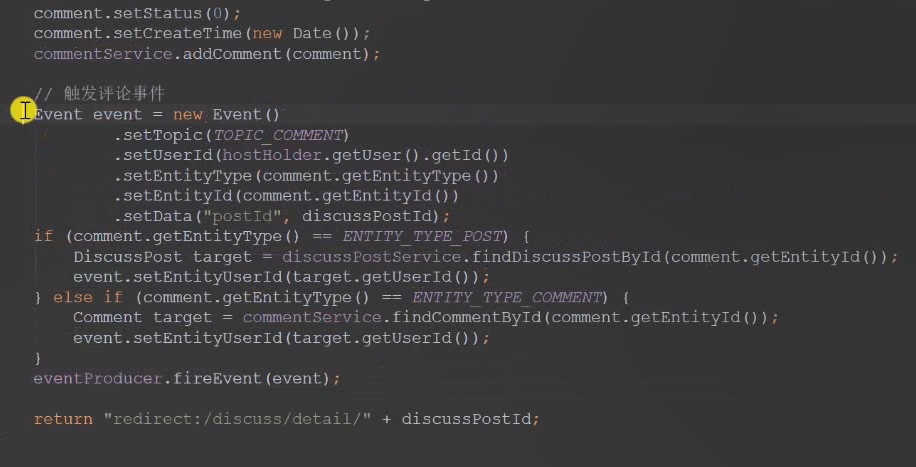 comment.setStatus(0);
comment.setCreateTime(new Date());
commentService.addComment(comment);
// 触发评论事件
Event event = new Event()
.setTopic(TOPIC_COMMENT)
.setUserId(hostHolder.getUser().getId())
.setEntityType(comment.getEntityType())
.setEntityId(comment.getEntityId())
.setData("postId", discussPostId);
if (comment.getEntityType() == ENTITY_TYPE_POST) {
DiscussPost target = discussPostService.findDiscussPostById(comment.getEntityId());
event.setEntityUserId(target.getUserId());
} else if (comment.getEntityType() == ENTITY_TYPE_COMMENT) {
Comment target = commentService.findCommentById(comment.getEntityId());
event.setEntityUserId(target.getUserId());
}
eventProducer.fireEvent(event);
return "redirect:/discuss/detail/" + discussPostId;